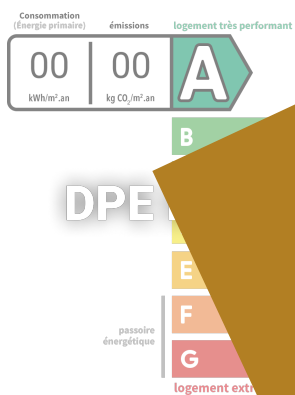 Consommation
(Énergie primaire)
émissions
logement très performant
00
00
A
kWh/m².an
kg CO₂/m².an
B
DPE
E
passoire
énergétique
F
G
logement